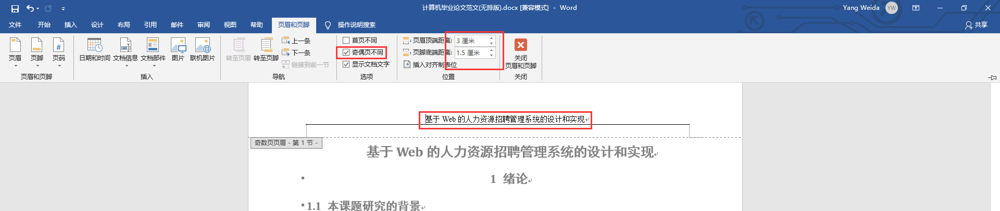 计算机毕业论文范文(无排版).docx [兼容模式] - Word
Yang Weida YW
文件 开始 插入 设计 布局 引用 邮件 审阅 视图 帮助 页眉和页脚 操作说明搜索 共享
页眉 页脚 页码
页眉和页脚
日期和时间 文档信息 文档部件 图片 联机图片
插入
转至页眉 转至页脚
上一条
下一条
链接到前一节
导航
首页不同
奇偶页不同
显示文档文字
选项
页眉顶端距离: 3 厘米
页脚底端距离: 1.5 厘米
插入对齐制表位
位置
关闭
页眉和页脚
关闭
基于 Web 的人力资源招聘管理系统的设计和实现
奇数页页眉 - 第 1 节 -
基于 Web 的人力资源招聘管理系统的设计和实现
1 绪论
1.1 本课题研究的背景